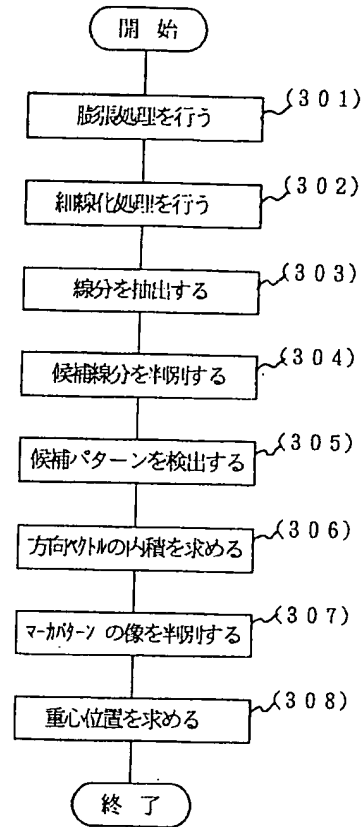 開始
膨張処理を行う (301)
細線化処理を行う (302)
線分を抽出する (303)
候補線分を判別する (304)
候補パターンを検出する (305)
方向ベクトルの内積を求める (306)
マーカパターンの像を判別する (307)
重心位置を求める (308)
終了